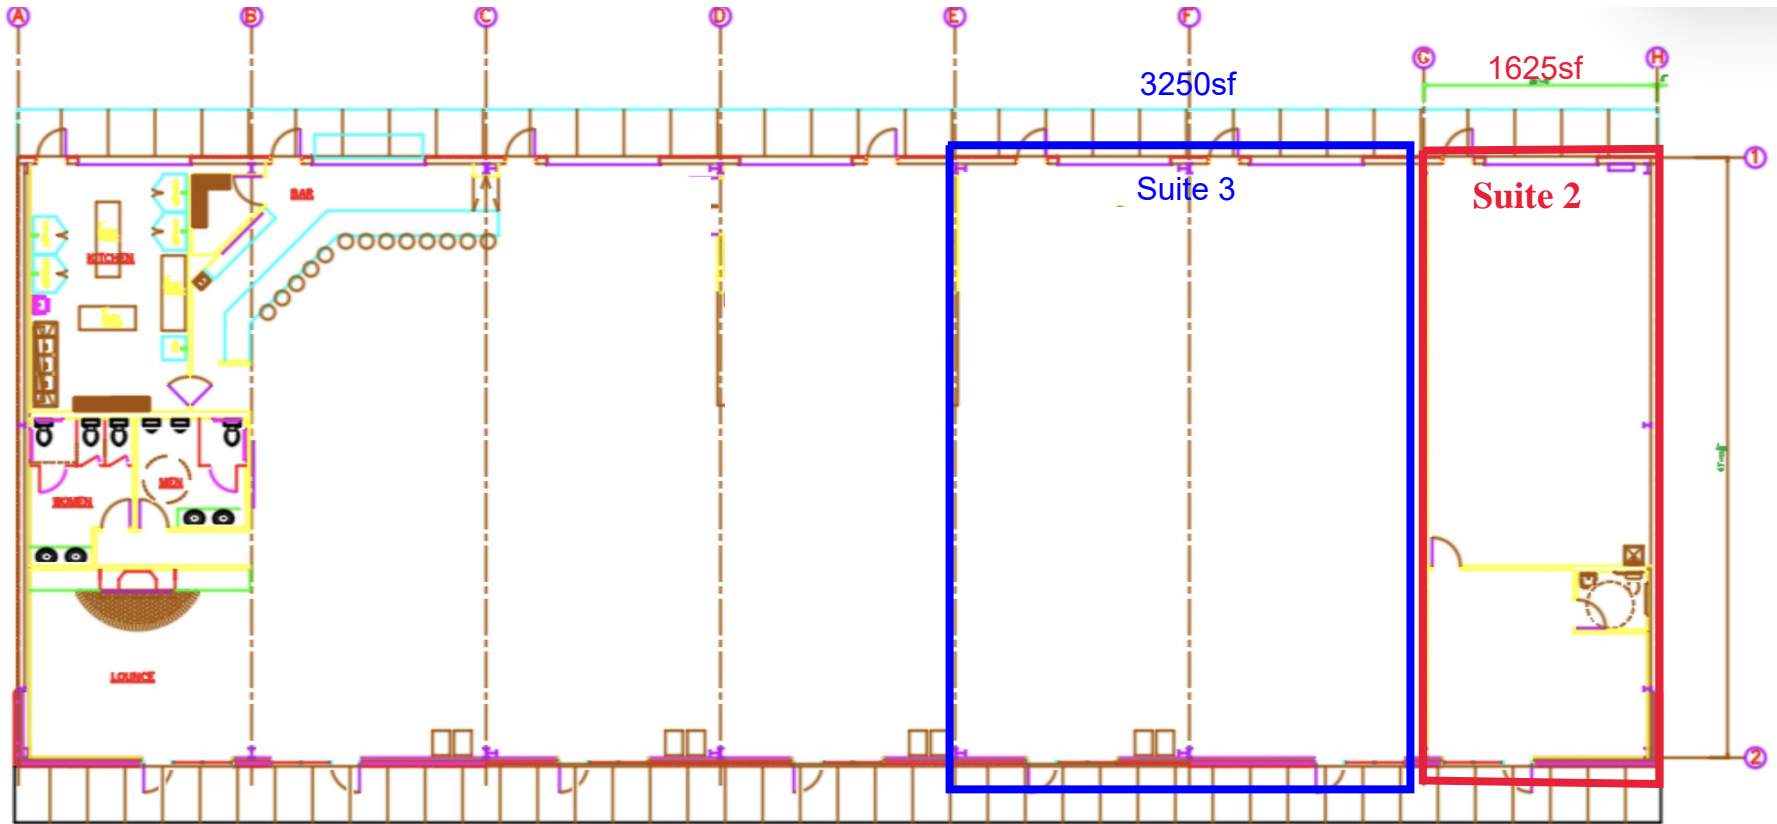 A B C D E F
G H
3250sf 1625sf
1
Suite 3 Suite 2
BAR
KITCHEN
MEN
WOMEN
LOUNGE
2